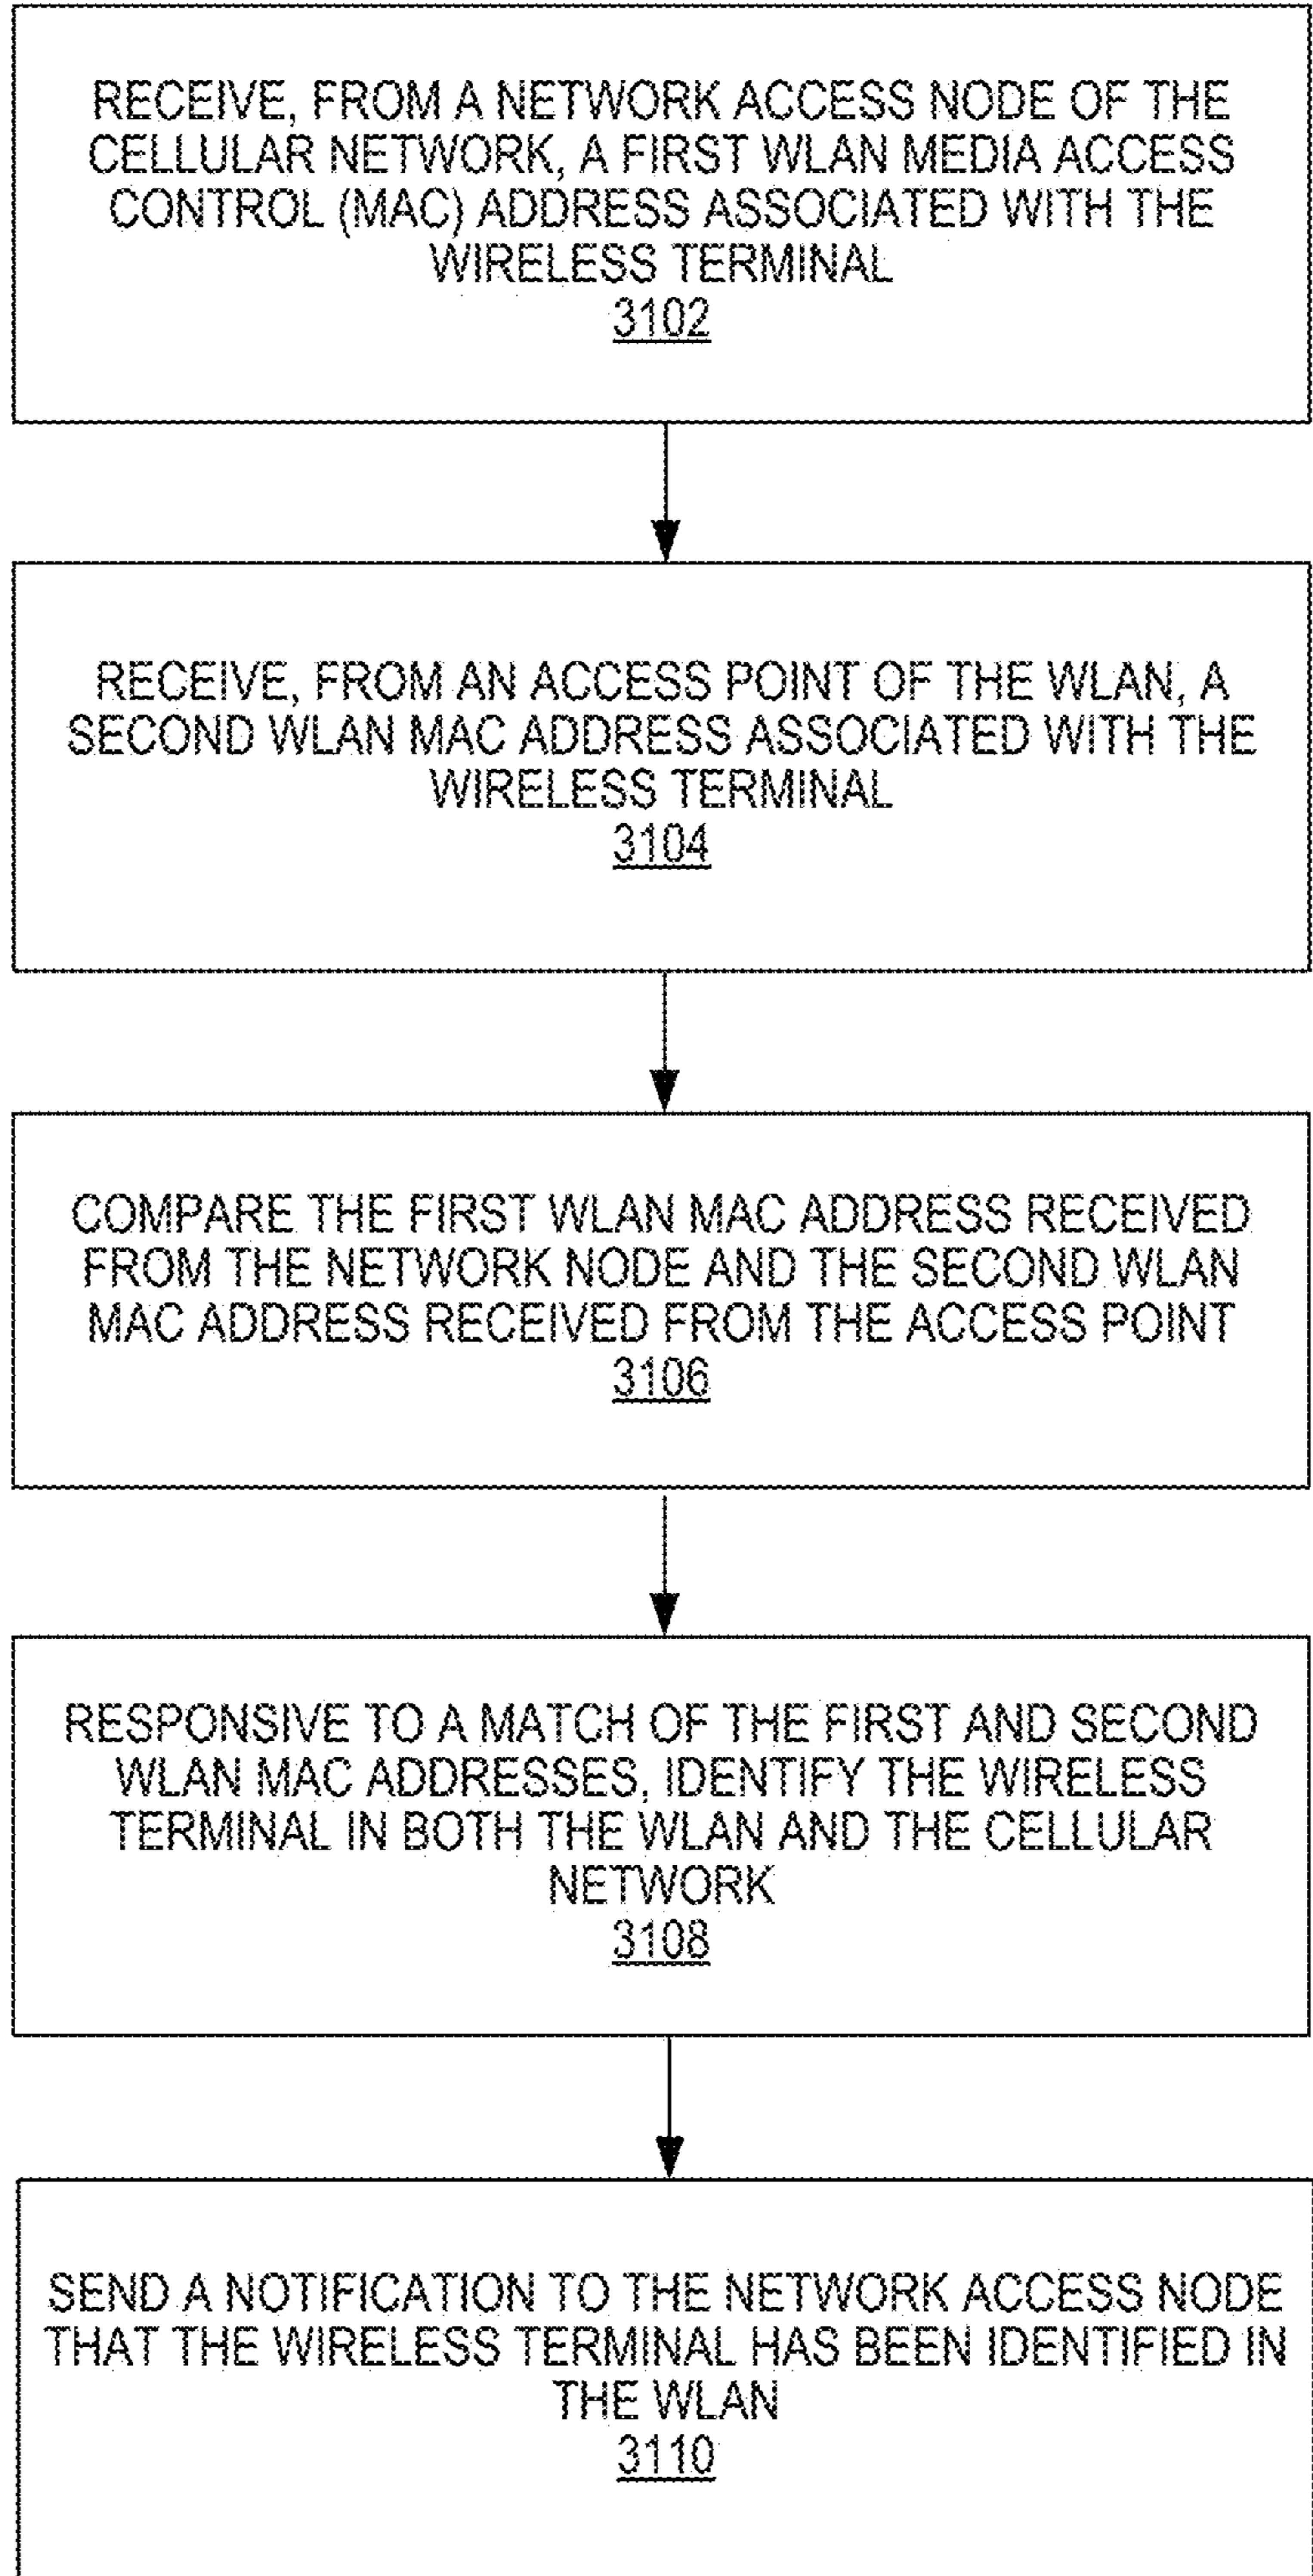 RECEIVE, FROM A NETWORK ACCESS NODE OF THE
CELLULAR NETWORK, A FIRST WLAN MEDIA ACCESS
CONTROL (MAC) ADDRESS ASSOCIATED WITH THE
WIRELESS TERMINAL
3102
RECEIVE, FROM AN ACCESS POINT OF THE WLAN, A
SECOND WLAN MAC ADDRESS ASSOCIATED WITH THE
WIRELESS TERMINAL
3104
COMPARE THE FIRST WLAN MAC ADDRESS RECEIVED
FROM THE NETWORK NODE AND THE SECOND WLAN
MAC ADDRESS RECEIVED FROM THE ACCESS POINT
3106
RESPONSIVE TO A MATCH OF THE FIRST AND SECOND
WLAN MAC ADDRESSES, IDENTIFY THE WIRELESS
TERMINAL IN BOTH THE WLAN AND THE CELLULAR
NETWORK
3108
SEND A NOTIFICATION TO THE NETWORK ACCESS NODE
THAT THE WIRELESS TERMINAL HAS BEEN IDENTIFIED IN
THE WLAN
3110